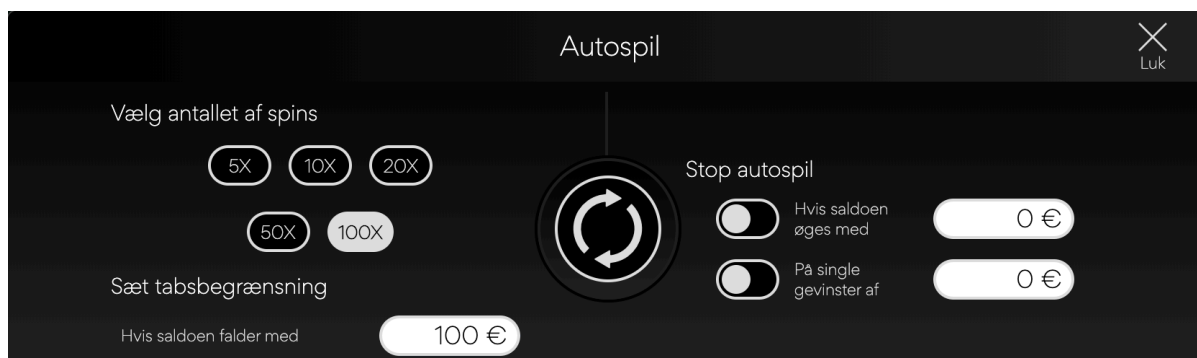 Autospil
Luk
Vælg antallet af spins
5X 10X 20X
50X 100X
Sæt tabsbegrænsning
Hvis saldoen falder med 100 €
Stop autospil
Hvis saldoen
øges med
0 €
På single
gevinster af
0 €